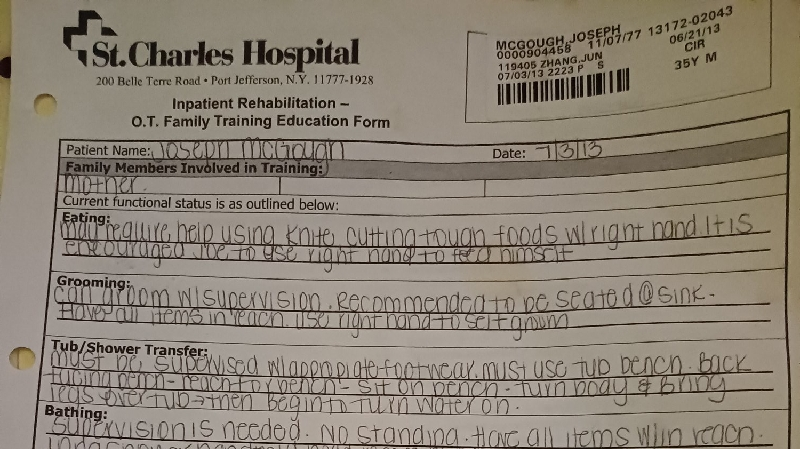 St. Charles Hospital
200 Belle Terre Road • Port Jefferson, N.Y. 11777-1928
Inpatient Rehabilitation –
O.T. Family Training Education Form
MCGOUGH, JOSEPH
0000904458 11/07/77 13172-02043
119405 ZHANG, JUN 06/21/13
07/03/13 2223 P S CIR
35Y M
Patient Name: Joseph McGough Date: 7/3/13
Family Members Involved in Training:
Mother
Current functional status is as outlined below:
Eating:
May require help using knife, cutting tough foods w/ right hand. It is
encouraged Joe to use right hand to feed himself
Grooming:
Can groom w/ supervision. Recommended to be seated @ sink.
Have all items in reach. Use right hand to self groom
Tub/Shower Transfer:
Must be supervised w/ appropiate footwear. must use tub bench. Back
facing bench - reach for bench - sit on bench - turn body & Bring
legs over tub → then begin to turn water on.
Bathing:
Supervision is needed. No standing. Have all items w/in reach.